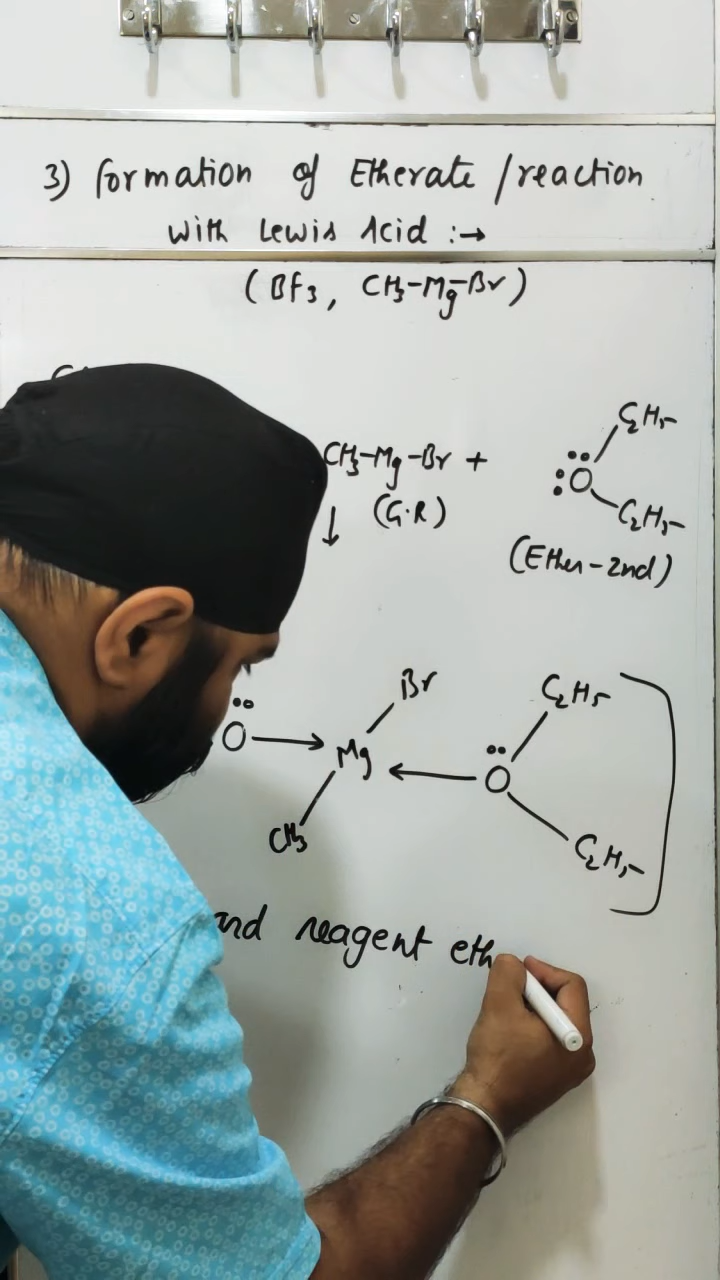 3) formation of Etherate / reaction
with Lewis Acid :→
(BF3, CH3-Mg-Br)
C2H5
CH3-Mg-Br + :O
↓ (G.R)
C2H5
(Ether-2nd)
Br
C2H5
O → Mg ← O
CH3
C2H5
reagent eth